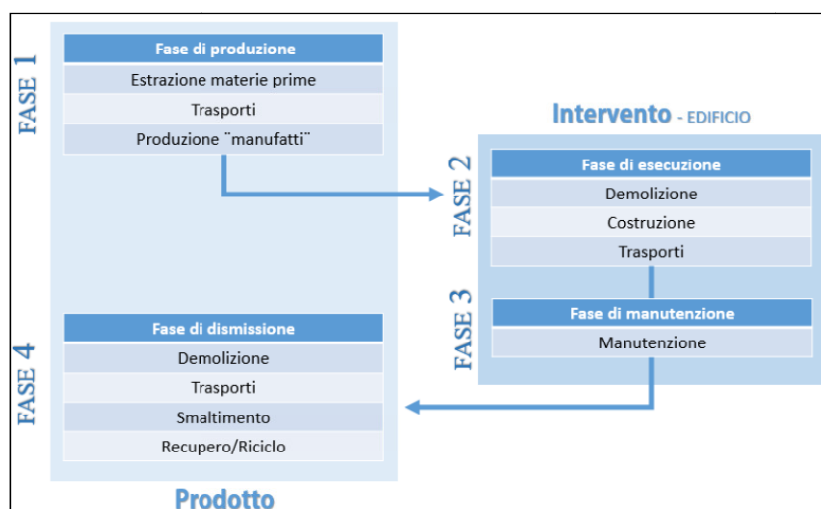 FASE 1
Fase di produzione
Estrazione materie prime
Trasporti
Produzione ¨manufatti¨
Intervento - EDIFICIO
FASE 2
Fase di esecuzione
Demolizione
Costruzione
Trasporti
FASE 3
Fase di manutenzione
Manutenzione
FASE 4
Fase di dismissione
Demolizione
Trasporti
Smaltimento
Recupero/Riciclo
Prodotto